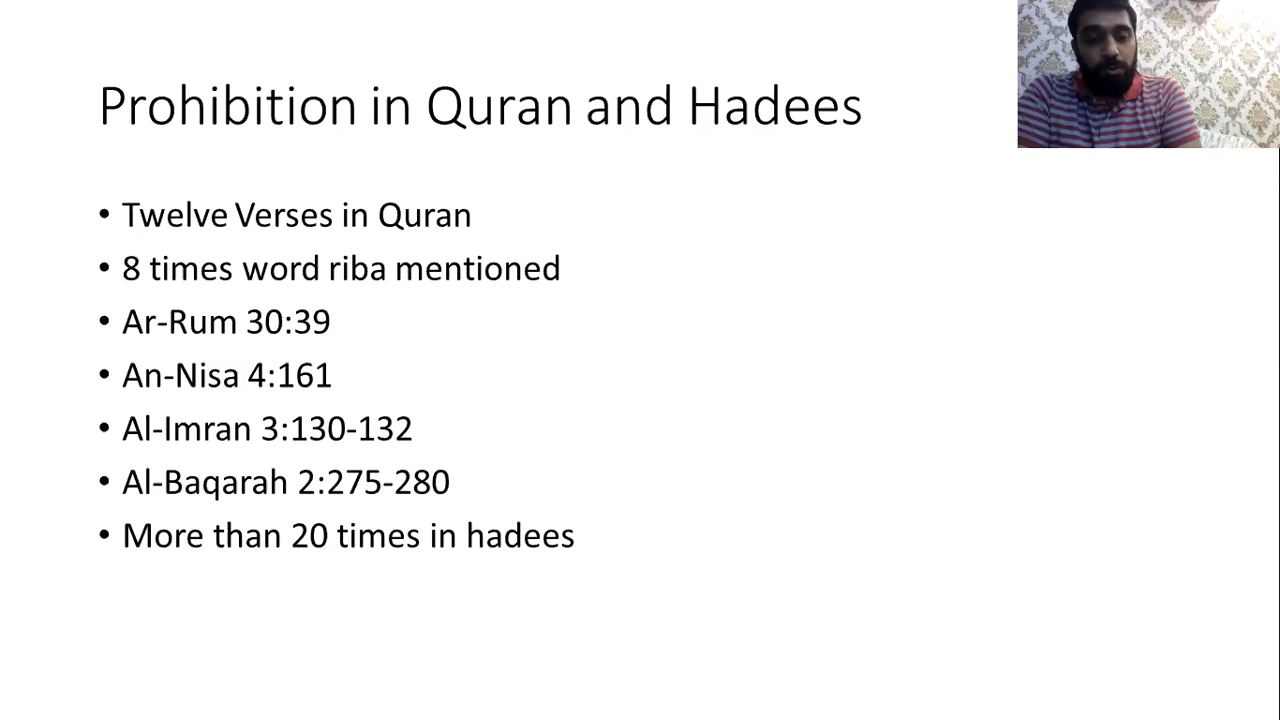 Prohibition in Quran and Hadees
• Twelve Verses in Quran
• 8 times word riba mentioned
• Ar-Rum 30:39
• An-Nisa 4:161
• Al-Imran 3:130-132
• Al-Baqarah 2:275-280
• More than 20 times in hadees